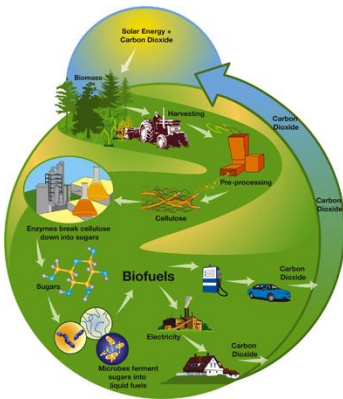 Solar Energy +
Carbon Dioxide
Biomass
Harvesting
Carbon
Dioxide
Pre-processing
Carbon
Dioxide
Cellulose
Enzymes break cellulose
down into sugars
Sugars
Biofuels
Carbon
Dioxide
Electricity
Carbon
Dioxide
Microbes ferment
sugars into
liquid fuels